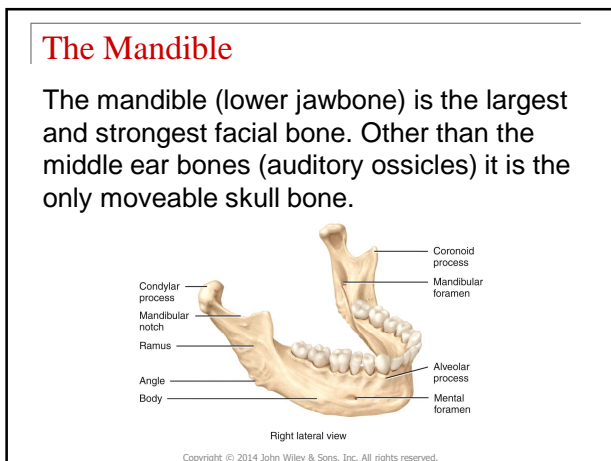 The Mandible
The mandible (lower jawbone) is the largest
and strongest facial bone. Other than the
middle ear bones (auditory ossicles) it is the
only moveable skull bone.
Condylar
process
Mandibular
notch
Ramus
Angle
Body
Coronoid
process
Mandibular
foramen
Alveolar
process
Mental
foramen
Right lateral view
Copyright © 2014 John Wiley & Sons, Inc. All rights reserved.